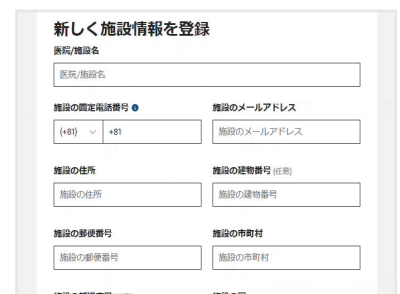 新しく施設情報を登録
医院/施設名
医院/施設名
施設の固定電話番号 施設のメールアドレス
(+81) +81 施設のメールアドレス
施設の住所 施設の建物番号 (任意)
施設の住所 施設の建物番号
施設の郵便番号 施設の市町村
施設の郵便番号 施設の市町村